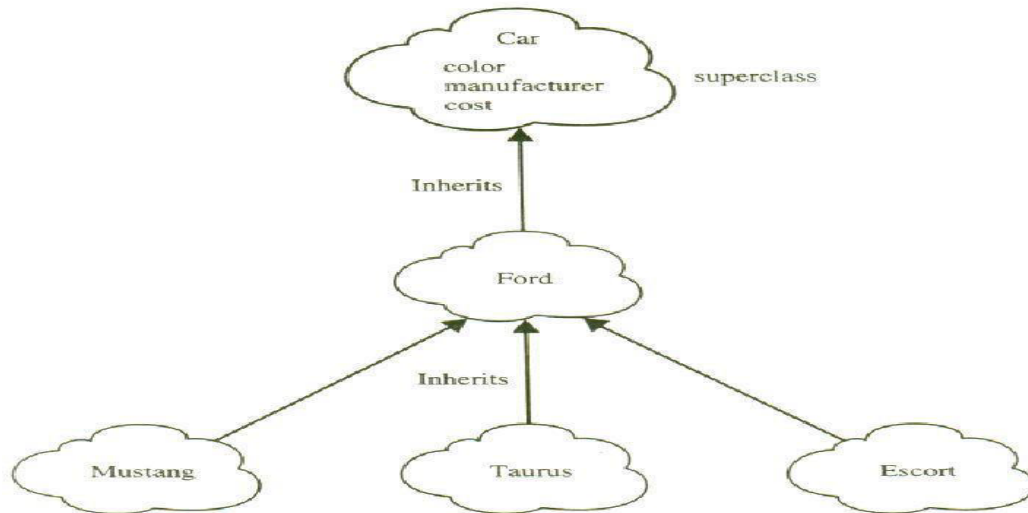 Car
color
manufacturer
cost
superclass
Inherits
Ford
Inherits
Mustang
Taurus
Escort